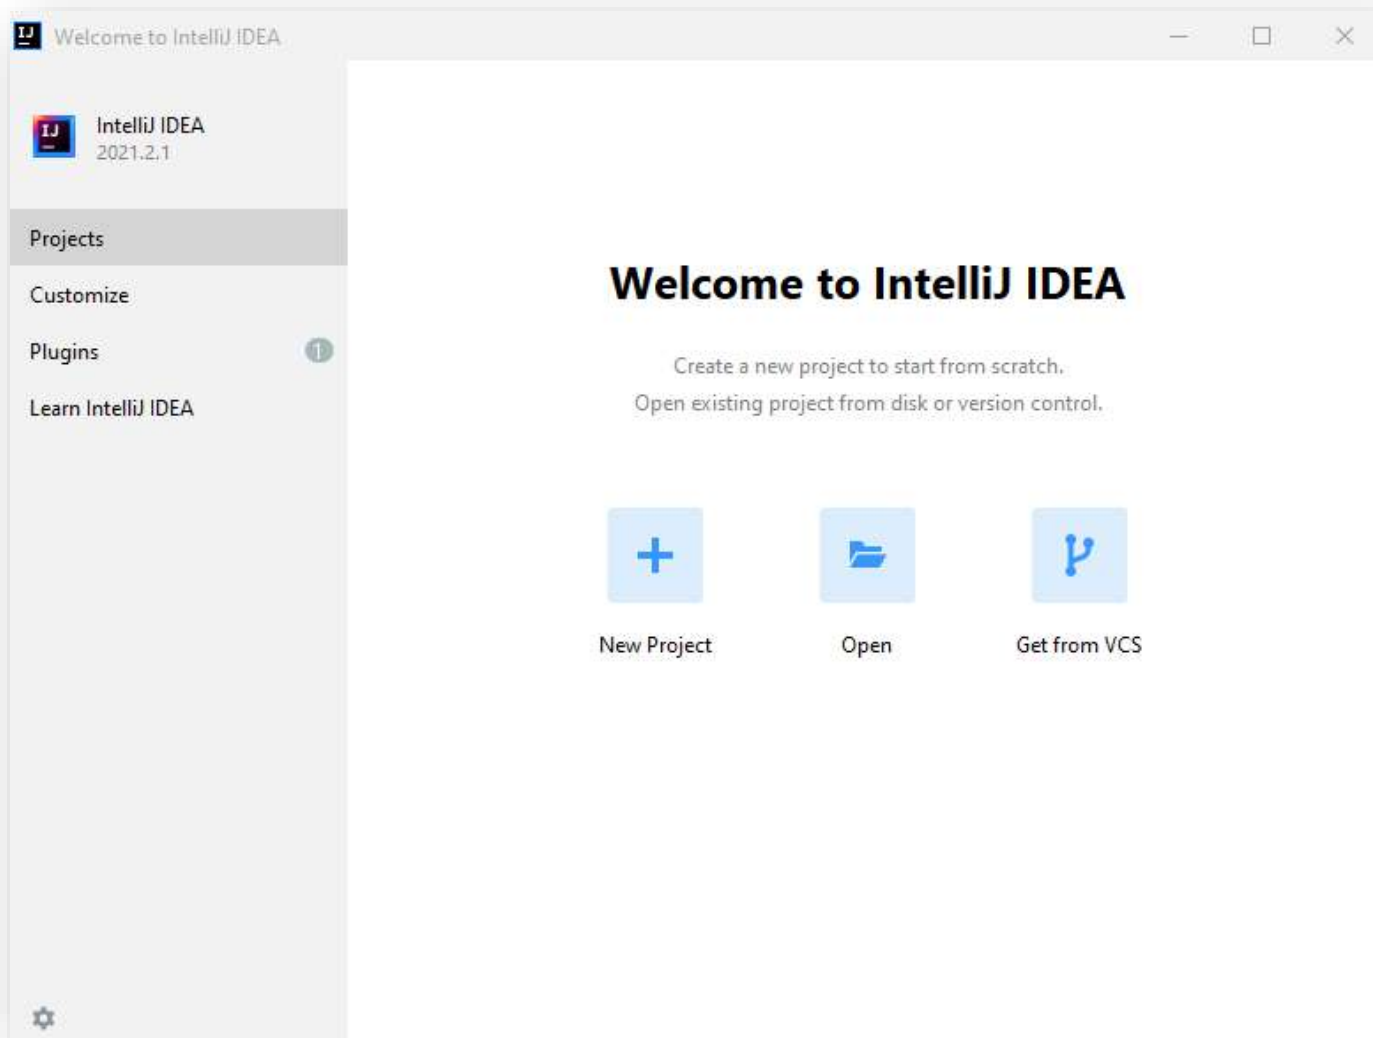 IJ Welcome to IntelliJ IDEA
IJ
IntelliJ IDEA
2021.2.1
Projects
Customize
Plugins 1
Learn IntelliJ IDEA
Welcome to IntelliJ IDEA
Create a new project to start from scratch.
Open existing project from disk or version control.
New Project Open Get from VCS